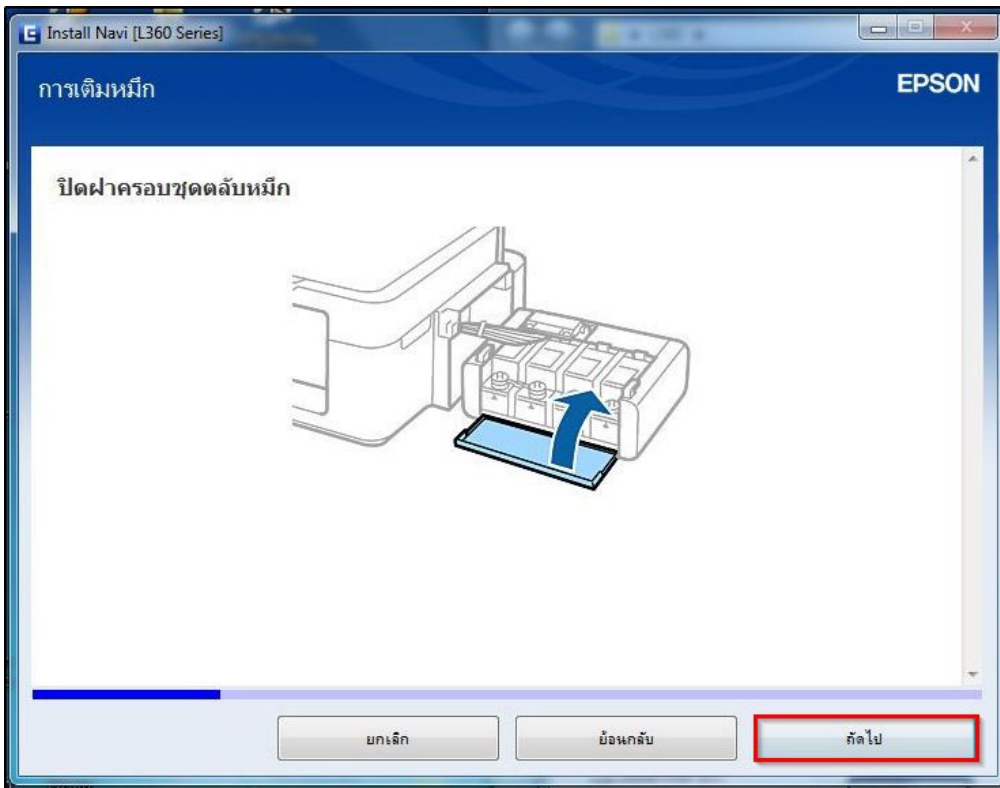 Install Navi [L360 Series]
การเติมหมึก
EPSON
ปิดฝาครอบชุดตลับหมึก
ยกเลิก
ย้อนกลับ
ถัดไป